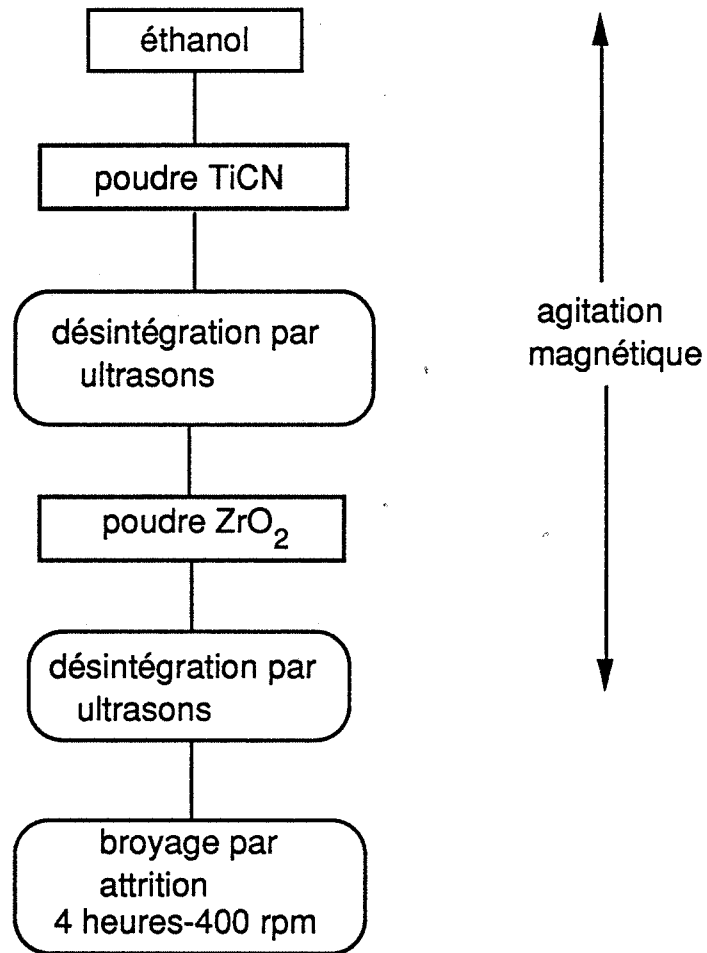 éthanol
poudre TiCN
désintégration par
ultrasons
agitation
magnétique
poudre ZrO₂
désintégration par
ultrasons
broyage par
attrition
4 heures-400 rpm